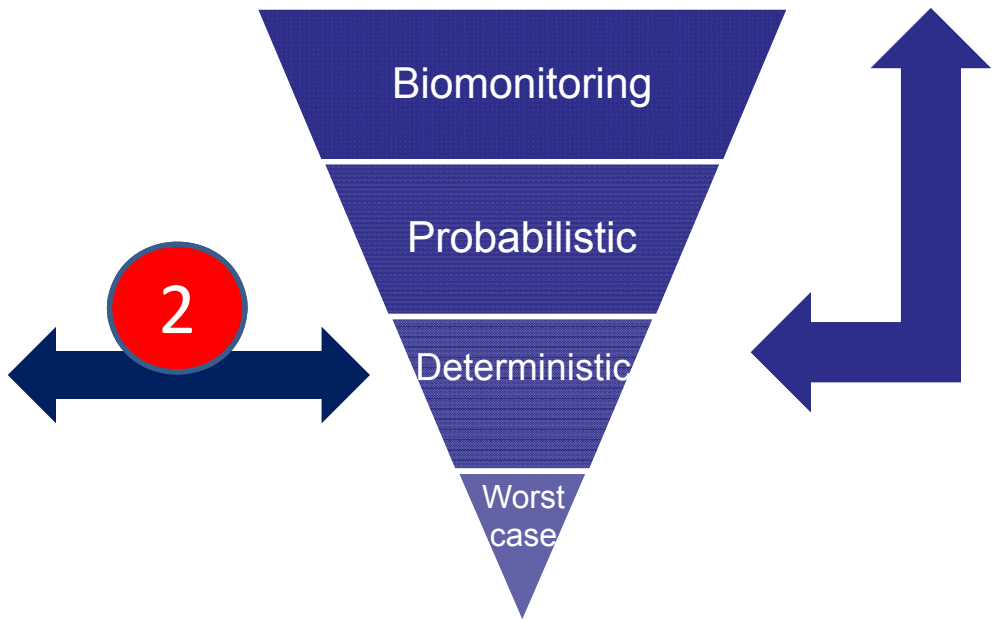 Biomonitoring
Probabilistic
2
Deterministic
Worst
case